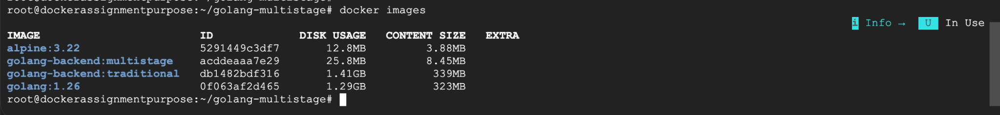 root@dockerassignmentpurpose:~/golang-multistage# docker images
i Info → U In Use
IMAGE ID DISK USAGE CONTENT SIZE EXTRA
alpine:3.22 5291449c3df7 12.8MB 3.88MB
golang-backend:multistage acddeaaa7e29 25.8MB 8.45MB
golang-backend:traditional db1482bdf316 1.41GB 339MB
golang:1.26 0f063af2d465 1.29GB 323MB
root@dockerassignmentpurpose:~/golang-multistage#